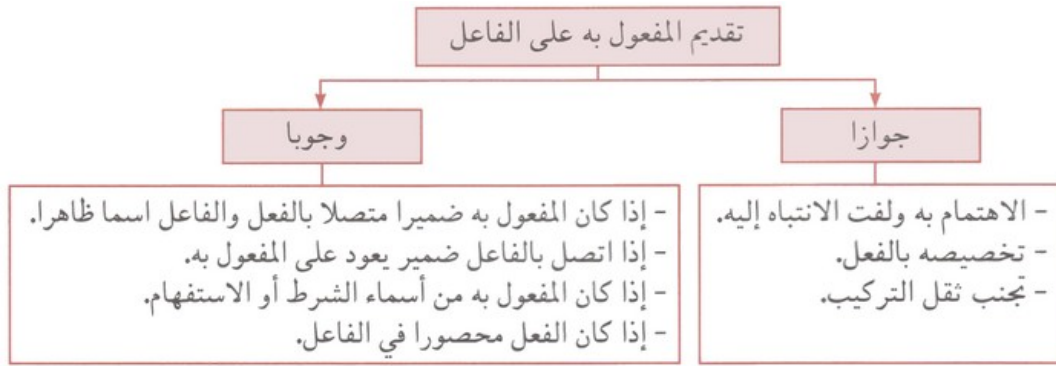 تقديم المفعول به على الفاعل
جوازا
- الاهتمام به ولفت الانتباه إليه.
- تخصيصه بالفعل.
- تجنب ثقل التركيب.
وجوبا
- إذا كان المفعول به ضميرا متصلا بالفعل والفاعل اسما ظاهرا.
- إذا اتصل بالفاعل ضمير يعود على المفعول به.
- إذا كان المفعول به من أسماء الشرط أو الاستفهام.
- إذا كان الفعل محصورا في الفاعل.